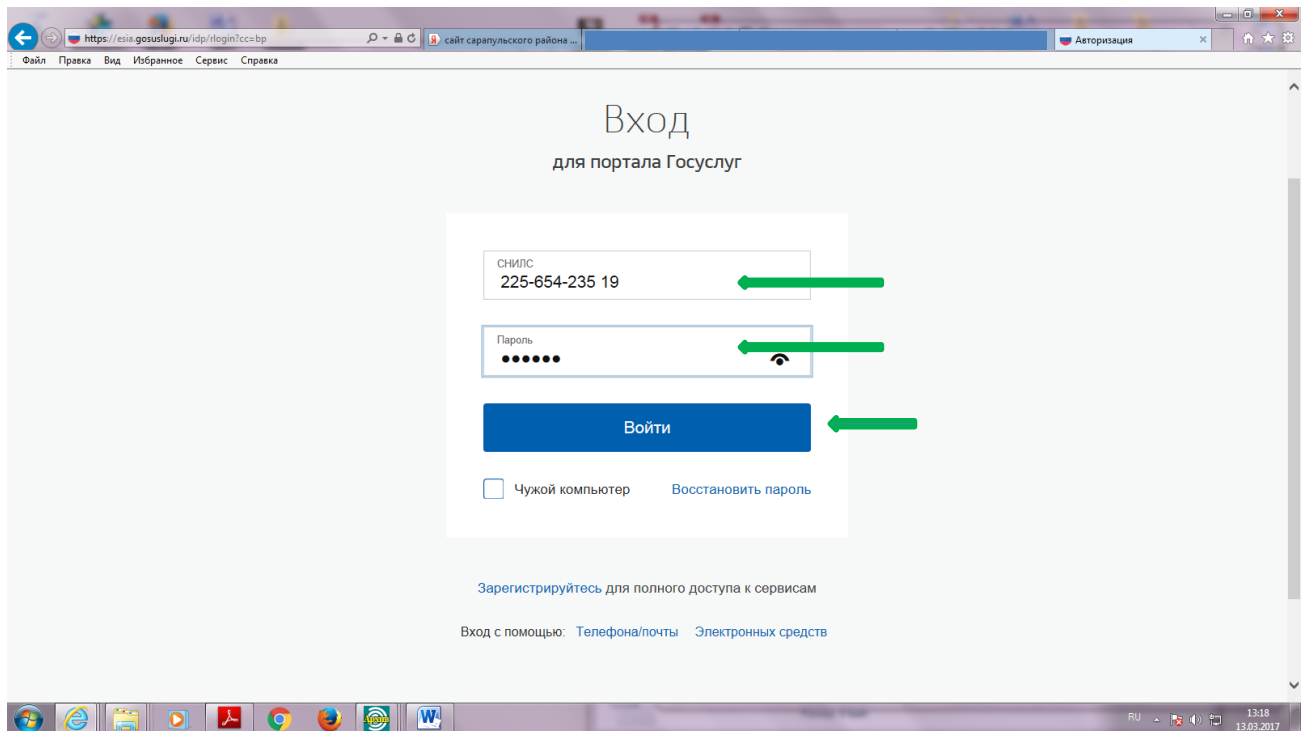 https://esia.gosuslugi.ru/idp/rlogin?cc=bp
сайт сарапульского района ...
Авторизация
Файл Правка Вид Избранное Сервис Справка
Вход
для портала Госуслуг
СНИЛС
225-654-235 19
Пароль
••••••
Войти
Чужой компьютер Восстановить пароль
Зарегистрируйтесь для полного доступа к сервисам
Вход с помощью: Телефона/почты Электронных средств
RU
13:18
13.03.2017